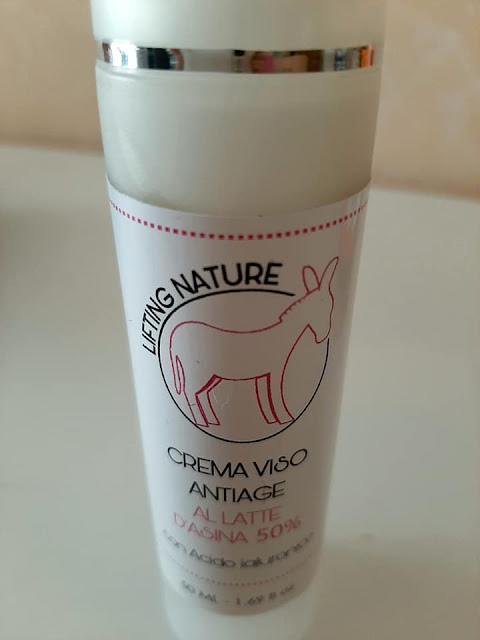 LIFTING NATURE
CREMA VISO
ANTIAGE
AL LATTE
D'ASINA 50%
con Acido ialuronico
50 ML - 1.69 fl oz